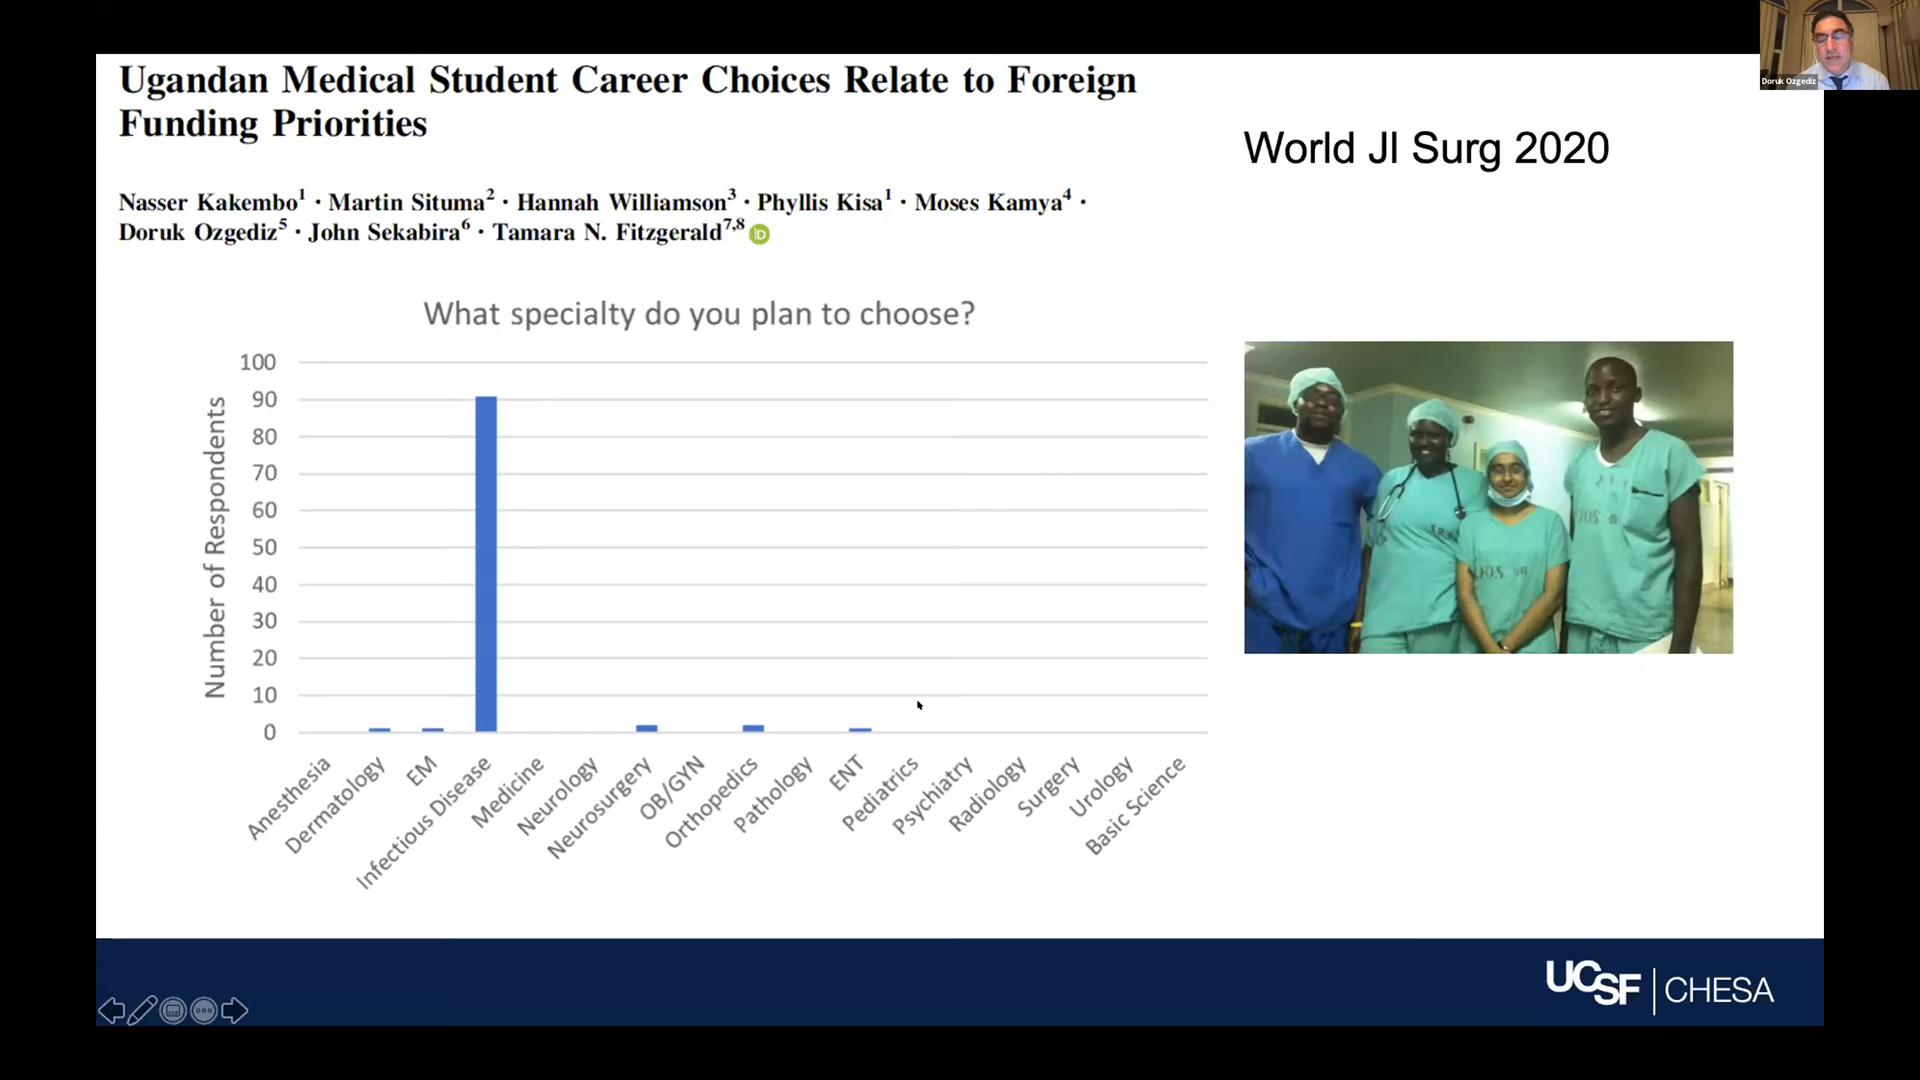 Doruk Ozgediz
Ugandan Medical Student Career Choices Relate to Foreign
Funding Priorities
World Jl Surg 2020
Nasser Kakembo1 · Martin Situma2 · Hannah Williamson3 · Phyllis Kisa1 · Moses Kamya4 ·
Doruk Ozgediz5 · John Sekabira6 · Tamara N. Fitzgerald7,8 iD
What specialty do you plan to choose?
Number of Respondents
100
90
80
70
60
50
40
30
20
10
0
Anesthesia
Dermatology
EM
Infectious Disease
Medicine
Neurology
Neurosurgery
OB/GYN
Orthopedics
Pathology
ENT
Pediatrics
Psychiatry
Radiology
Surgery
Urology
Basic Science
UCSF | CHESA